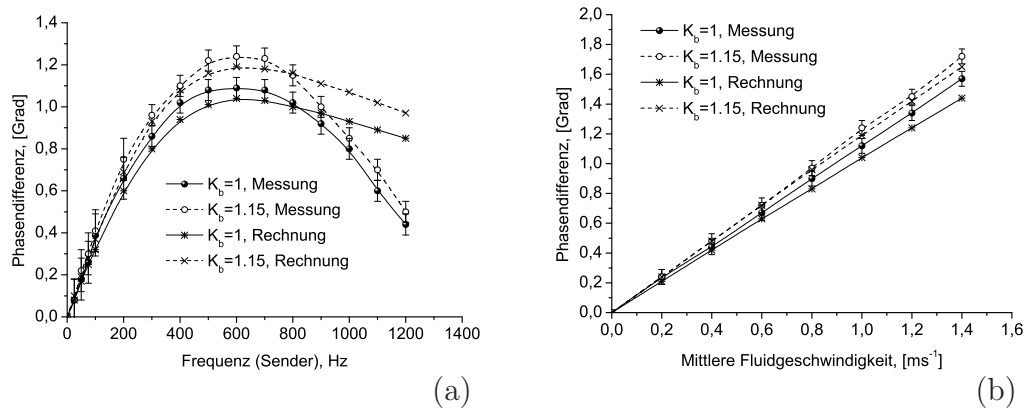 1,4
1,2
1,0
0,8
0,6
0,4
0,2
0,0
Phasendifferenz, [Grad]
K_b=1, Messung
K_b=1.15, Messung
K_b=1, Rechnung
K_b=1.15, Rechnung
0 200 400 600 800 1000 1200 1400
Frequenz (Sender), Hz
(a)
2,0
1,8
1,6
1,4
1,2
1,0
0,8
0,6
0,4
0,2
0,0
Phasendifferenz, [Grad]
K_b=1, Messung
K_b=1.15, Messung
K_b=1, Rechnung
K_b=1.15, Rechnung
0,0 0,2 0,4 0,6 0,8 1,0 1,2 1,4 1,6
Mittlere Fluidgeschwindigkeit, [ms⁻¹]
(b)